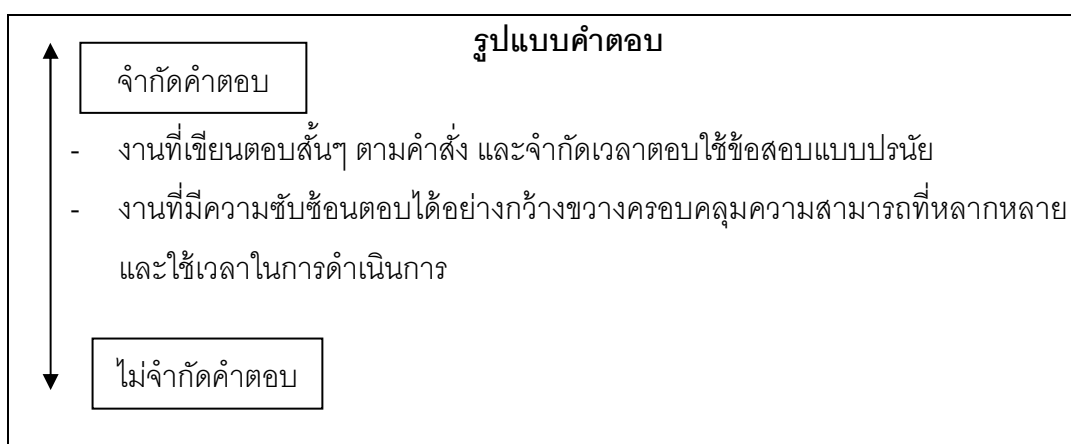 รูปแบบคำตอบ
จำกัดคำตอบ
- งานที่เขียนตอบสั้นๆ ตามคำสั่ง และจำกัดเวลาตอบใช้ข้อสอบแบบปรนัย
- งานที่มีความซับซ้อนตอบได้อย่างกว้างขวางครอบคลุมความสามารถที่หลากหลาย
และใช้เวลาในการดำเนินการ
ไม่จำกัดคำตอบ